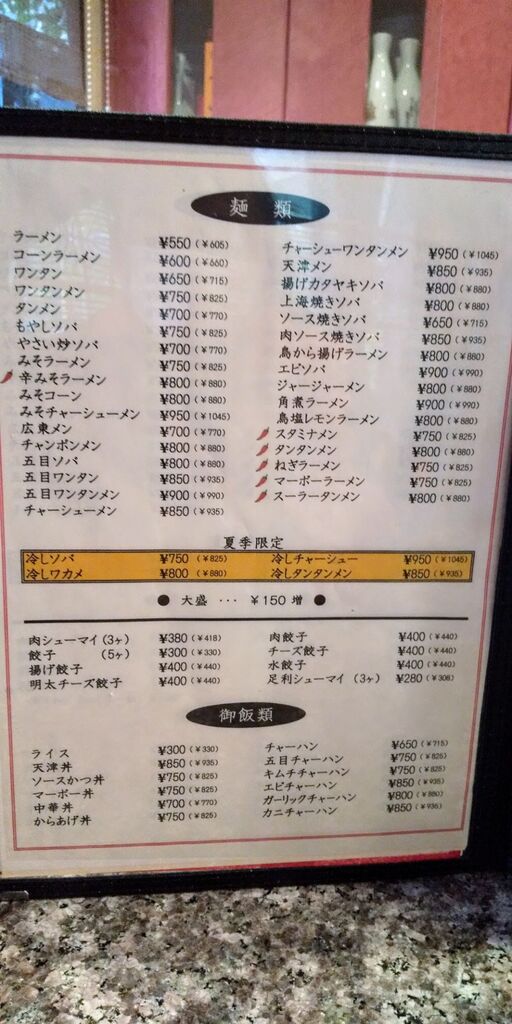 麺 類
ラーメン ¥550(¥605)
コーンラーメン ¥600(¥660)
ワンタン ¥650(¥715)
ワンタンメン ¥750(¥825)
タンメン ¥700(¥770)
もやしソバ ¥750(¥825)
やさい炒ソバ ¥700(¥770)
みそラーメン ¥750(¥825)
辛みそラーメン ¥800(¥880)
みそコーン ¥800(¥880)
みそチャーシューメン ¥950(¥1045)
広東メン ¥700(¥770)
チャンポンメン ¥800(¥880)
五目ソバ ¥800(¥880)
五目ワンタン ¥850(¥935)
五目ワンタンメン ¥900(¥990)
チャーシューメン ¥850(¥935)
チャーシューワンタンメン ¥950(¥1045)
天津メン ¥850(¥935)
揚げカタヤキソバ ¥800(¥880)
上海焼きソバ ¥800(¥880)
ソース焼きソバ ¥650(¥715)
肉ソース焼きソバ ¥850(¥935)
鳥から揚げラーメン ¥800(¥880)
エビソバ ¥900(¥990)
ジャージャーメン ¥800(¥880)
角煮ラーメン ¥900(¥990)
鳥塩レモンラーメン ¥800(¥880)
スタミナメン ¥750(¥825)
タンタンメン ¥800(¥880)
ねぎラーメン ¥750(¥825)
マーボーラーメン ¥750(¥825)
スーラータンメン ¥800(¥880)
夏季限定
冷しソバ ¥750(¥825) 冷しチャーシュー ¥950(¥1045)
冷しワカメ ¥800(¥880) 冷しタンタンメン ¥850(¥935)
● 大盛 … ¥150増 ●
肉シューマイ(3ヶ) ¥380(¥418)
餃子 (5ヶ) ¥300(¥330)
揚げ餃子 ¥400(¥440)
明太チーズ餃子 ¥400(¥440)
肉餃子 ¥400(¥440)
チーズ餃子 ¥400(¥440)
水餃子 ¥400(¥440)
足利シューマイ(3ヶ) ¥280(¥308)
御飯類
ライス ¥300(¥330)
天津丼 ¥850(¥935)
ソースかつ丼 ¥750(¥825)
マーボー丼 ¥750(¥825)
中華丼 ¥700(¥770)
からあげ丼 ¥750(¥825)
チャーハン ¥650(¥715)
五目チャーハン ¥750(¥825)
キムチチャーハン ¥750(¥825)
エビチャーハン ¥850(¥935)
ガーリックチャーハン ¥800(¥880)
カニチャーハン ¥850(¥935)